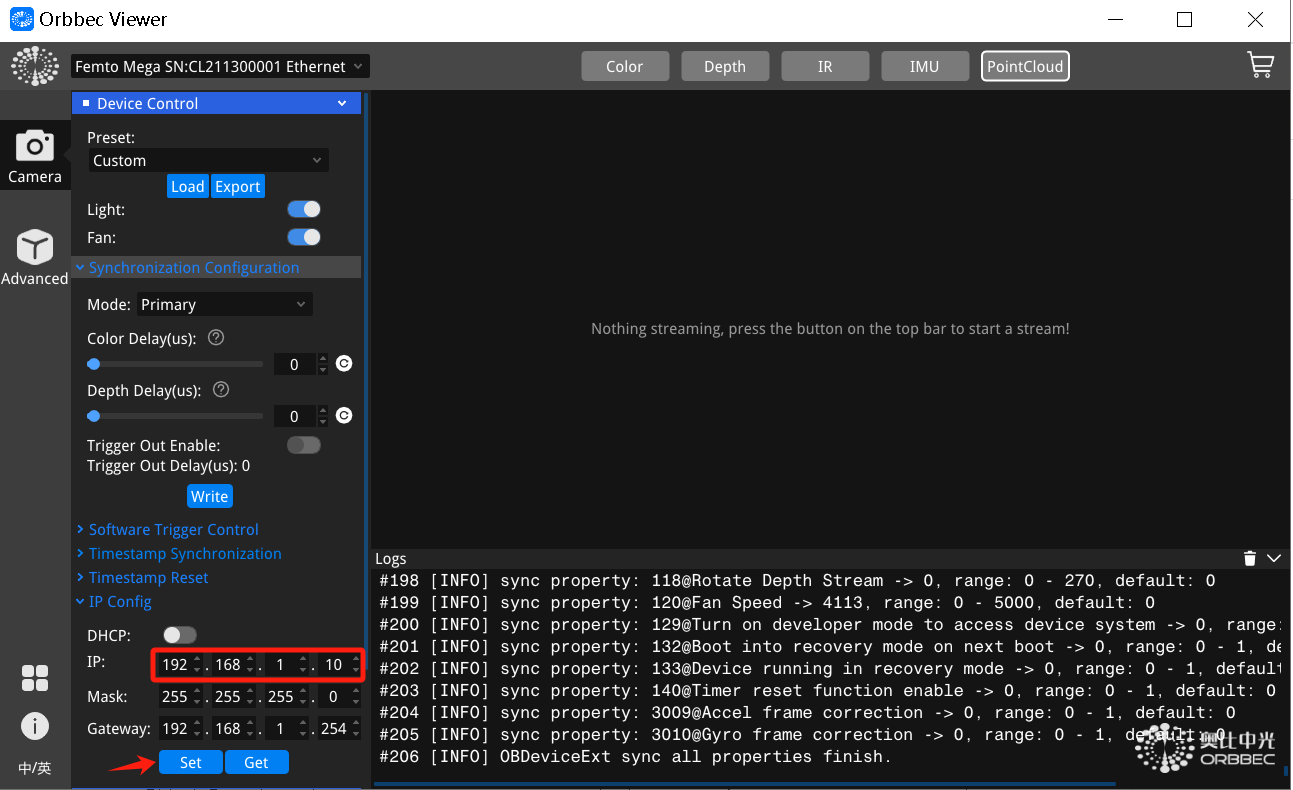 Orbbec Viewer
Femto Mega SN:CL211300001 Ethernet
Color
Depth
IR
IMU
PointCloud
Camera
Advanced
中/英
Device Control
Preset:
Custom
Load Export
Light:
Fan:
Synchronization Configuration
Mode: Primary
Color Delay(us):
0
Depth Delay(us):
0
Trigger Out Enable:
Trigger Out Delay(us): 0
Write
Software Trigger Control
Timestamp Synchronization
Timestamp Reset
IP Config
DHCP:
IP: 192 . 168 . 1 . 10
Mask: 255 . 255 . 255 . 0
Gateway: 192 . 168 . 1 . 254
Set Get
Nothing streaming, press the button on the top bar to start a stream!
Logs
#198 [INFO] sync property: 118@Rotate Depth Stream -> 0, range: 0 - 270, default: 0
#199 [INFO] sync property: 120@Fan Speed -> 4113, range: 0 - 5000, default: 0
#200 [INFO] sync property: 129@Turn on developer mode to access device system -> 0, range:
#201 [INFO] sync property: 132@Boot into recovery mode on next boot -> 0, range: 0 - 1, de
#202 [INFO] sync property: 133@Device running in recovery mode -> 0, range: 0 - 1, default
#203 [INFO] sync property: 140@Timer reset function enable -> 0, range: 0 - 1, default: 0
#204 [INFO] sync property: 3009@Accel frame correction -> 0, range: 0 - 1, default: 0
#205 [INFO] sync property: 3010@Gyro frame correction -> 0, range: 0 - 1, default: 0
#206 [INFO] OBDeviceExt sync all properties finish.
奥比中光
ORBBEC